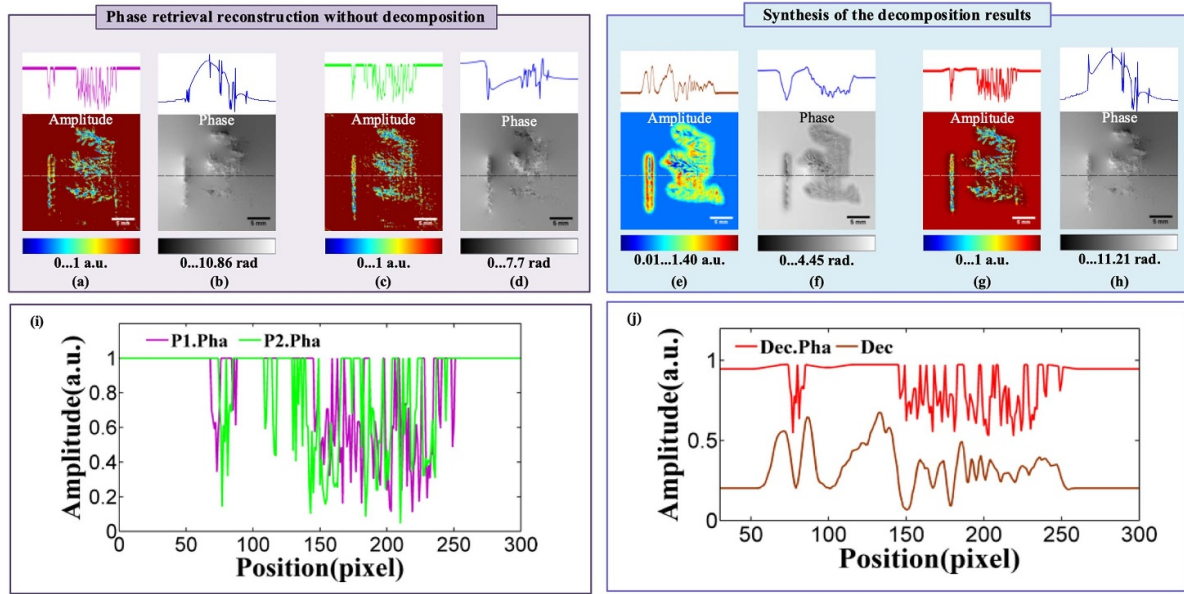 Phase retrieval reconstruction without decomposition
Amplitude
Phase
Amplitude
Phase
5 mm
5 mm
5 mm
5 mm
0...1 a.u.
0...10.86 rad
0...1 a.u.
0...7.7 rad
(a)
(b)
(c)
(d)
Synthesis of the decomposition results
Amplitude
Phase
Amplitude
Phase
5 mm
5 mm
5 mm
5 mm
0.01...1.40 a.u.
0...4.45 rad.
0...1 a.u.
0...11.21 rad.
(e)
(f)
(g)
(h)
(i)
P1.Pha
P2.Pha
Amplitude(a.u.)
1
0.8
0.6
0.4
0.2
0
0
50
100
150
200
250
300
Position(pixel)
(j)
Dec.Pha
Dec
Amplitude(a.u.)
1
0.5
0
50
100
150
200
250
300
Position(pixel)